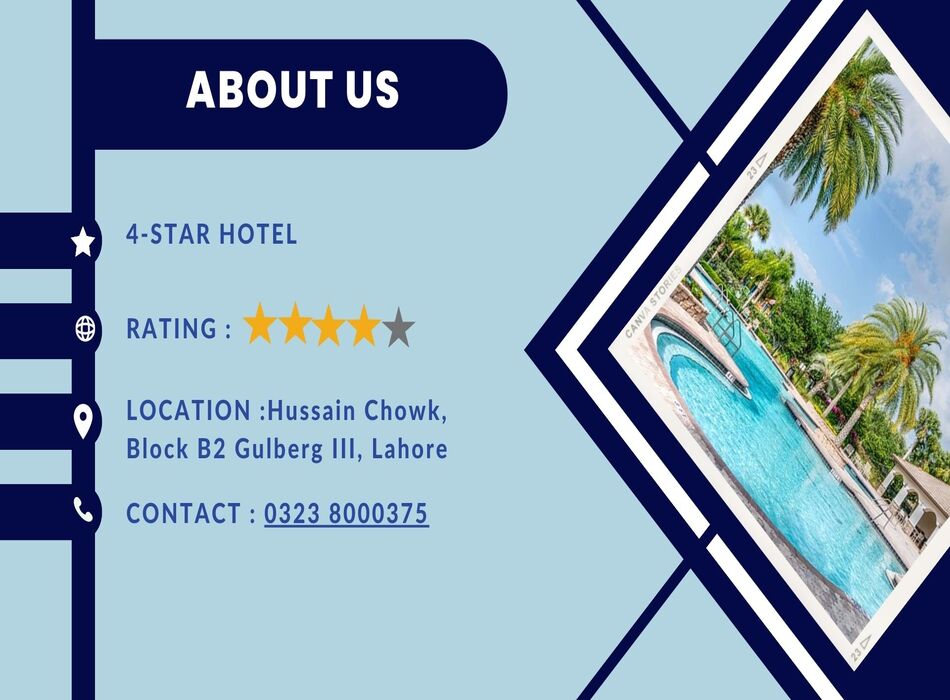 ABOUT US
4-STAR HOTEL
RATING :
LOCATION :Hussain Chowk,
Block B2 Gulberg III, Lahore
CONTACT : 0323 8000375
23
CANVA STORIES
23